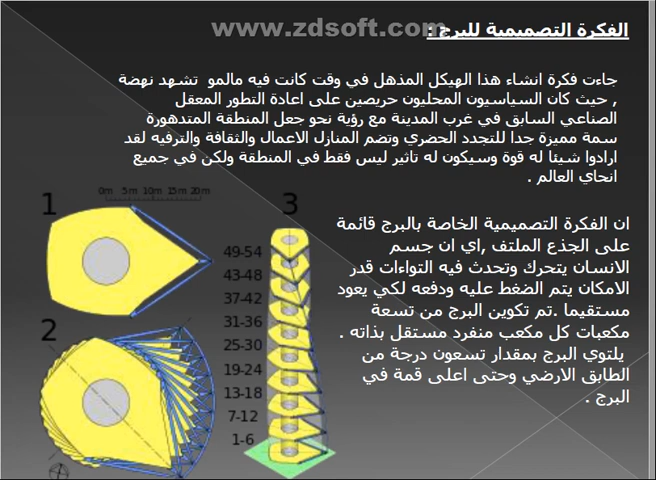 www.zdsoft.com
الفكرة التصميمية للبرج :
جاءت فكرة انشاء هذا الهيكل المذهل في وقت كانت فيه مالمو تشهد نهضة
, حيث كان السياسيون المحليون حريصين على اعادة التطور المعقل
الصناعي السابق في غرب المدينة مع رؤية نحو جعل المنطقة المتدهورة
سمة مميزة جدا للتجدد الحضري وتضم المنازل الاعمال والثقافة والترفيه لقد
ارادوا شيئا له قوة وسيكون له تاثير ليس فقط في المنطقة ولكن في جميع
انحاي العالم .
ان الفكرة التصميمية الخاصة بالبرج قائمة
على الجذع الملتف ,اي ان جسم
الانسان يتحرك وتحدث فيه التواءات قدر
الامكان يتم الضغط عليه ودفعه لكي يعود
مستقيما .تم تكوين البرج من تسعة
مكعبات كل مكعب منفرد مستقل بذاته .
يلتوي البرج بمقدار تسعون درجة من
الطابق الارضي وحتى اعلى قمة في
البرج .
0m 5m 10m 15m 20m
1
2
3
49-54
43-48
37-42
31-36
25-30
19-24
13-18
7-12
1-6